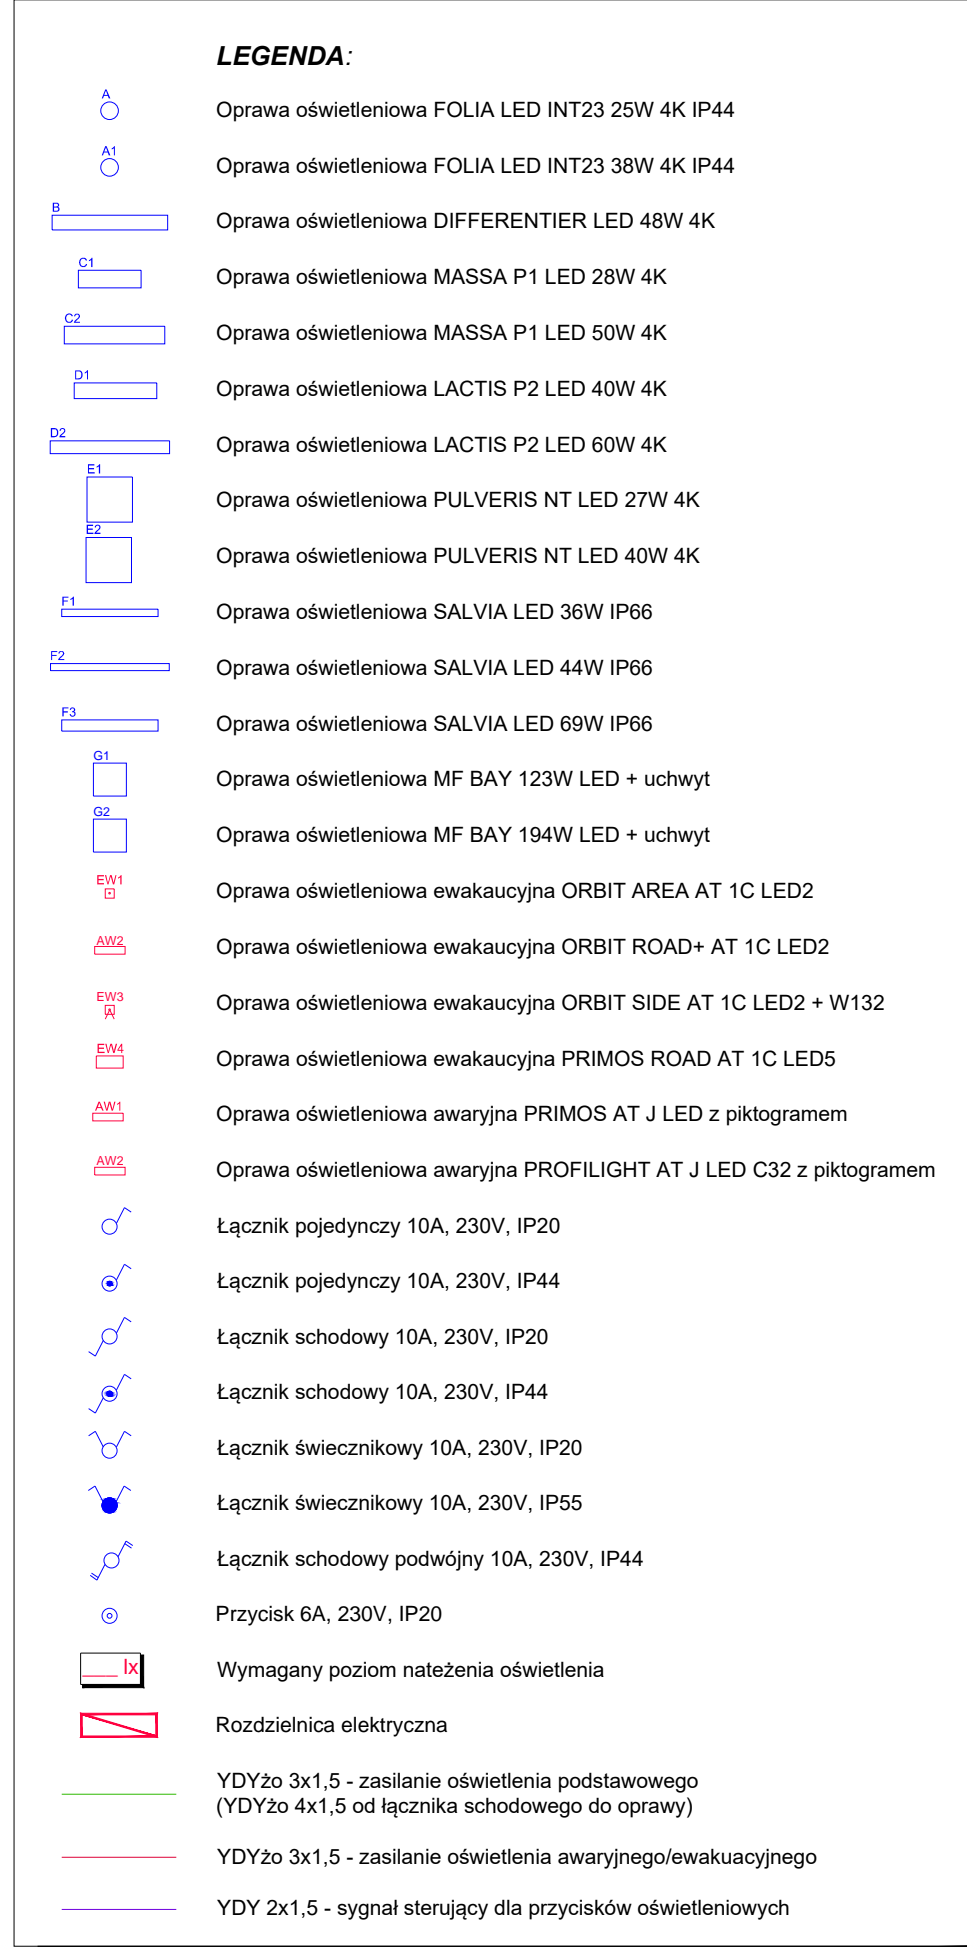 LEGENDA:
A
Oprawa oświetleniowa FOLIA LED INT23 25W 4K IP44
A1
Oprawa oświetleniowa FOLIA LED INT23 38W 4K IP44
B
Oprawa oświetleniowa DIFFERENTIER LED 48W 4K
C1
Oprawa oświetleniowa MASSA P1 LED 28W 4K
C2
Oprawa oświetleniowa MASSA P1 LED 50W 4K
D1
Oprawa oświetleniowa LACTIS P2 LED 40W 4K
D2
Oprawa oświetleniowa LACTIS P2 LED 60W 4K
E1
Oprawa oświetleniowa PULVERIS NT LED 27W 4K
E2
Oprawa oświetleniowa PULVERIS NT LED 40W 4K
F1
Oprawa oświetleniowa SALVIA LED 36W IP66
F2
Oprawa oświetleniowa SALVIA LED 44W IP66
F3
Oprawa oświetleniowa SALVIA LED 69W IP66
G1
Oprawa oświetleniowa MF BAY 123W LED + uchwyt
G2
Oprawa oświetleniowa MF BAY 194W LED + uchwyt
EW1
Oprawa oświetleniowa ewakaucyjna ORBIT AREA AT 1C LED2
AW2
Oprawa oświetleniowa ewakaucyjna ORBIT ROAD+ AT 1C LED2
EW3
Oprawa oświetleniowa ewakaucyjna ORBIT SIDE AT 1C LED2 + W132
EW4
Oprawa oświetleniowa ewakaucyjna PRIMOS ROAD AT 1C LED5
AW1
Oprawa oświetleniowa awaryjna PRIMOS AT J LED z piktogramem
AW2
Oprawa oświetleniowa awaryjna PROFILIGHT AT J LED C32 z piktogramem
Łącznik pojedynczy 10A, 230V, IP20
Łącznik pojedynczy 10A, 230V, IP44
Łącznik schodowy 10A, 230V, IP20
Łącznik schodowy 10A, 230V, IP44
Łącznik świecznikowy 10A, 230V, IP20
Łącznik świecznikowy 10A, 230V, IP55
Łącznik schodowy podwójny 10A, 230V, IP44
Przycisk 6A, 230V, IP20
___ lx
Wymagany poziom nateżenia oświetlenia
Rozdzielnica elektryczna
YDYżo 3x1,5 - zasilanie oświetlenia podstawowego
(YDYżo 4x1,5 od łącznika schodowego do oprawy)
YDYżo 3x1,5 - zasilanie oświetlenia awaryjnego/ewakuacyjnego
YDY 2x1,5 - sygnał sterujący dla przycisków oświetleniowych